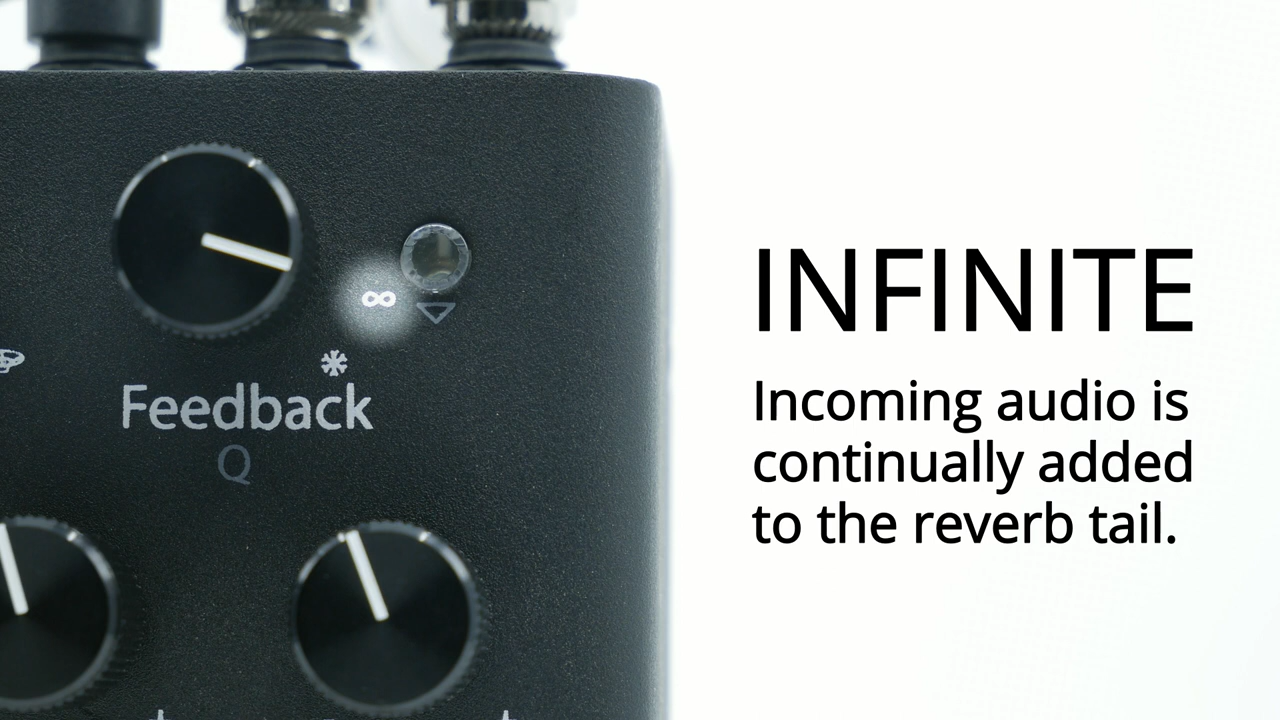 ∞
Feedback
Q
INFINITE
Incoming audio is
continually added
to the reverb tail.